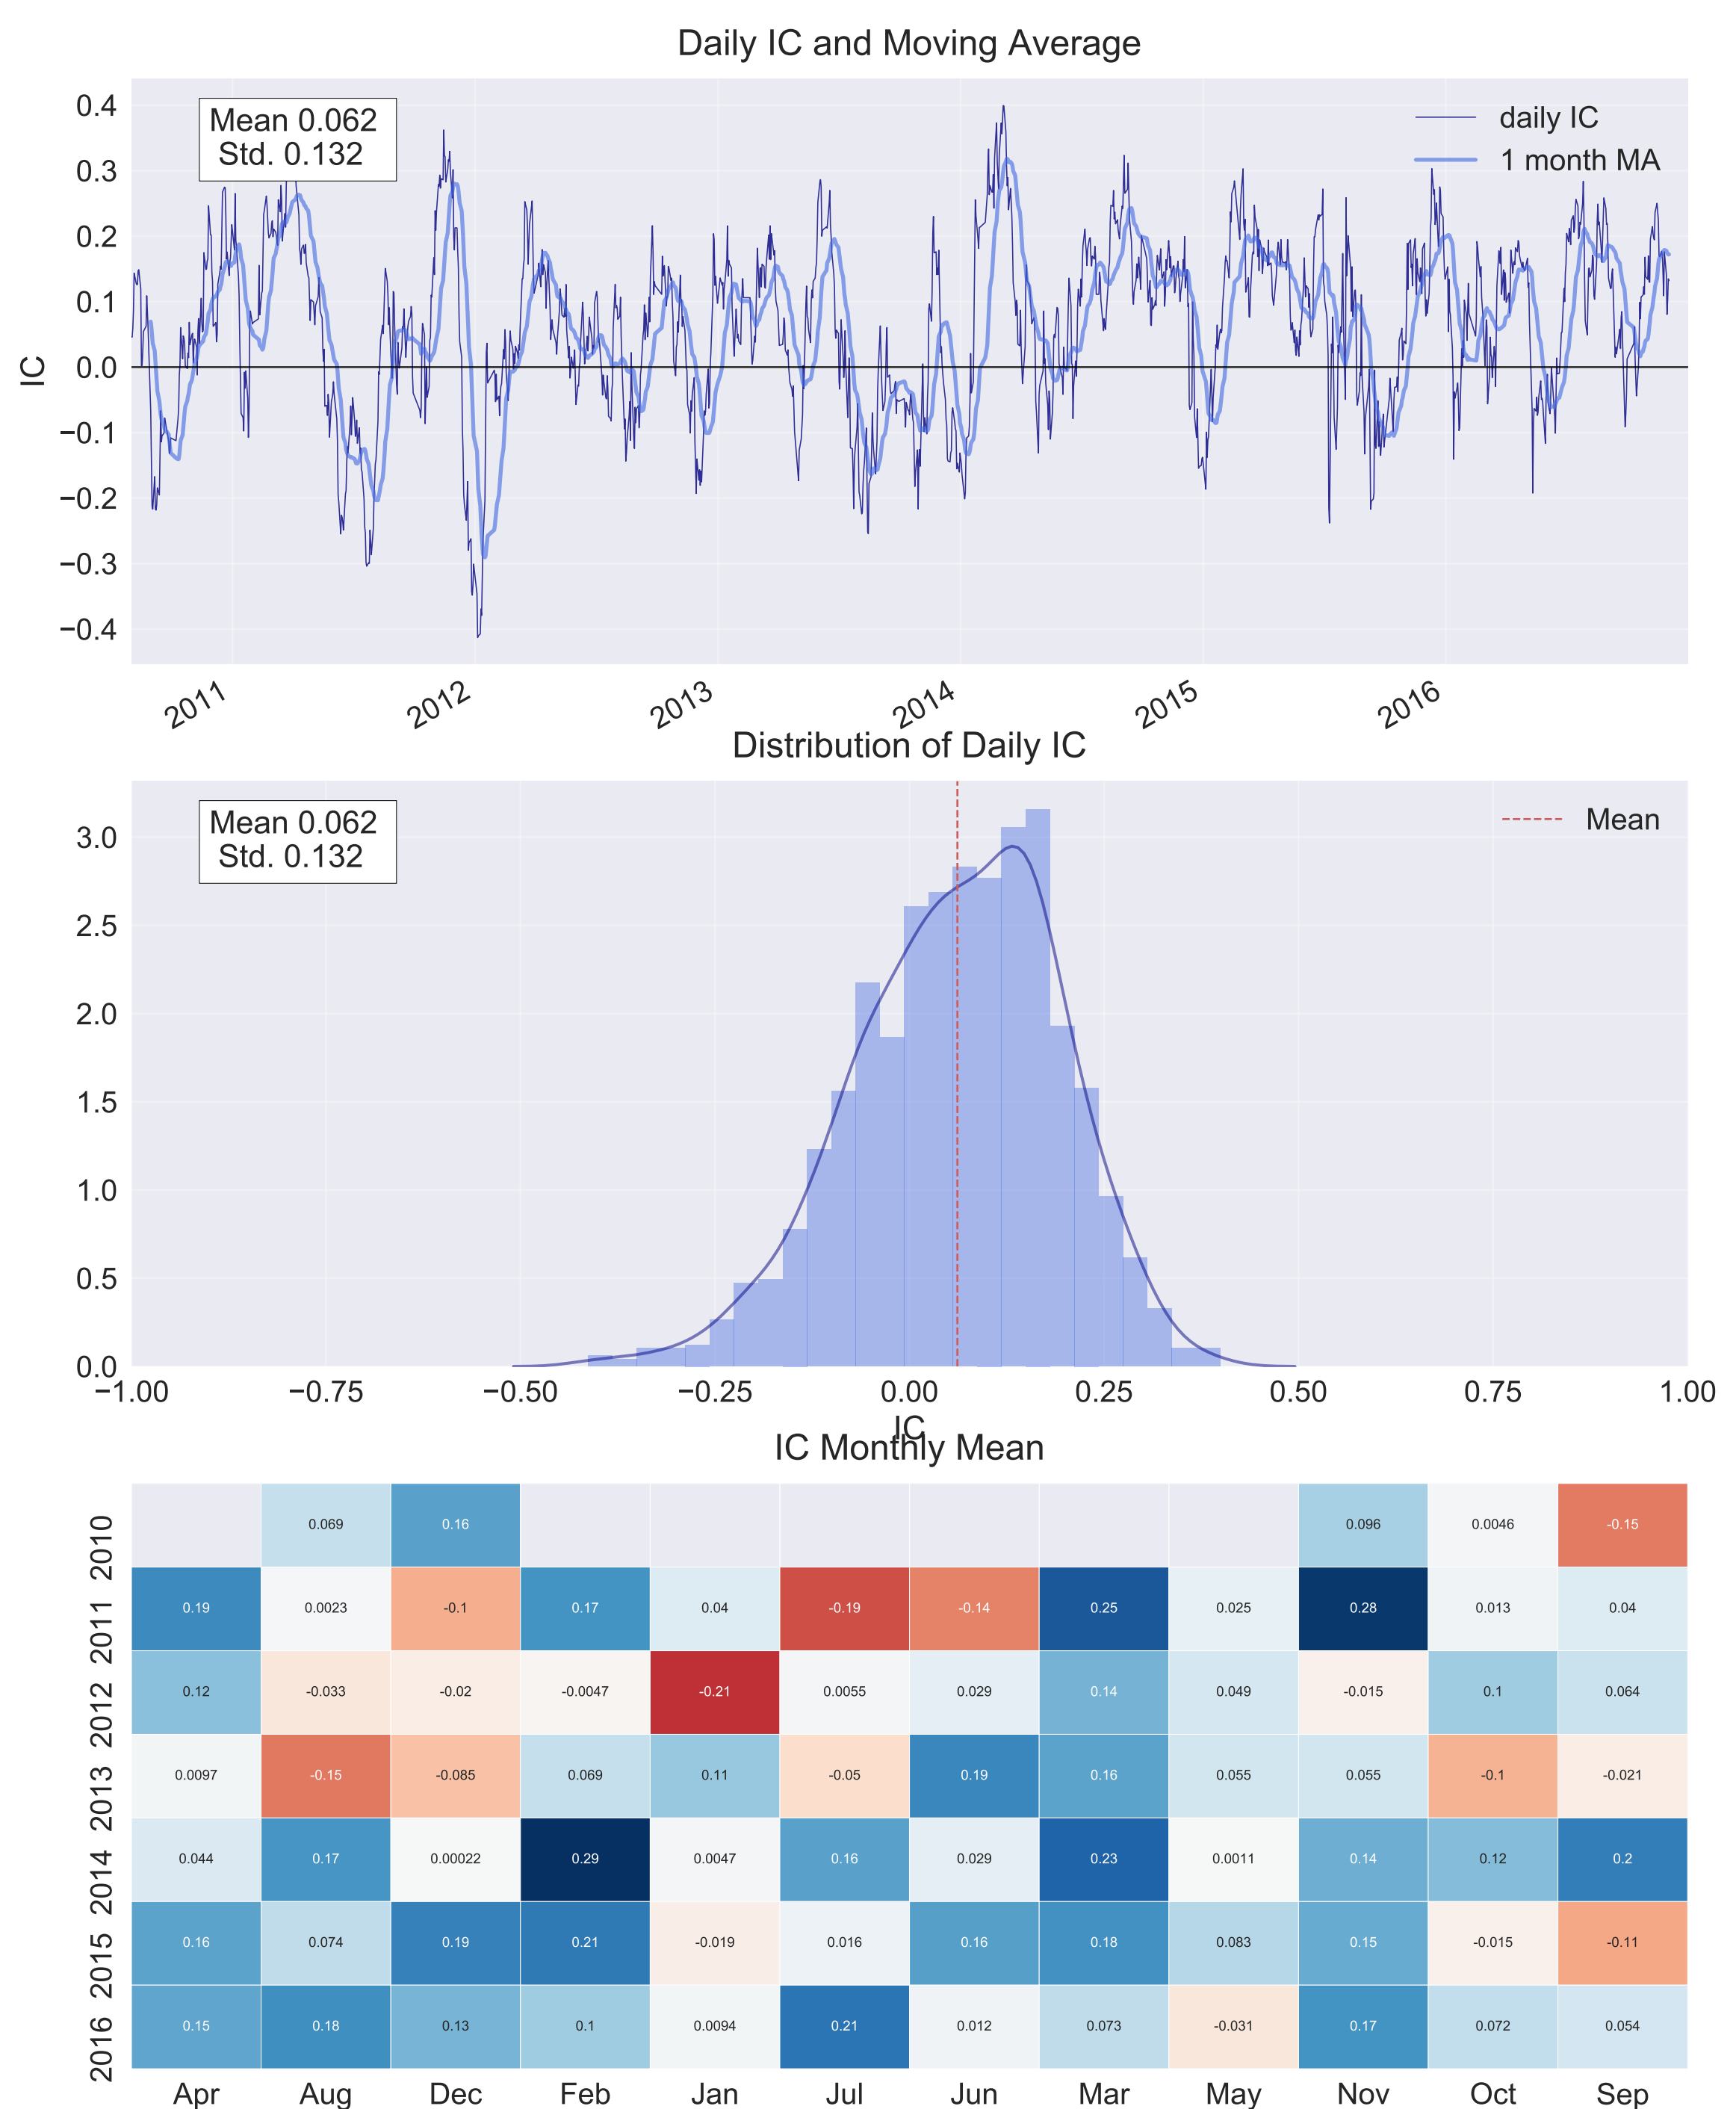 Daily IC and Moving Average
Mean 0.062
Std. 0.132
daily IC
1 month MA
0.4
0.3
0.2
0.1
0.0
−0.1
−0.2
−0.3
−0.4
IC
2011 2012 2013 2014 2015 2016
Distribution of Daily IC
Mean 0.062
Std. 0.132
Mean
3.0
2.5
2.0
1.5
1.0
0.5
0.0
−1.00 −0.75 −0.50 −0.25 0.00 0.25 0.50 0.75 1.00
IC
IC Monthly Mean
2010 0.069 0.16 0.096 0.0046 -0.15
2011 0.19 0.0023 -0.1 0.17 0.04 -0.19 -0.14 0.25 0.025 0.28 0.013 0.04
2012 0.12 -0.033 -0.02 -0.0047 -0.21 0.0055 0.029 0.14 0.049 -0.015 0.1 0.064
2013 0.0097 -0.15 -0.085 0.069 0.11 -0.05 0.19 0.16 0.055 0.055 -0.1 -0.021
2014 0.044 0.17 0.00022 0.29 0.0047 0.16 0.029 0.23 0.0011 0.14 0.12 0.2
2015 0.16 0.074 0.19 0.21 -0.019 0.016 0.16 0.18 0.083 0.15 -0.015 -0.11
2016 0.15 0.18 0.13 0.1 0.0094 0.21 0.012 0.073 -0.031 0.17 0.072 0.054
Apr Aug Dec Feb Jan Jul Jun Mar May Nov Oct Sep